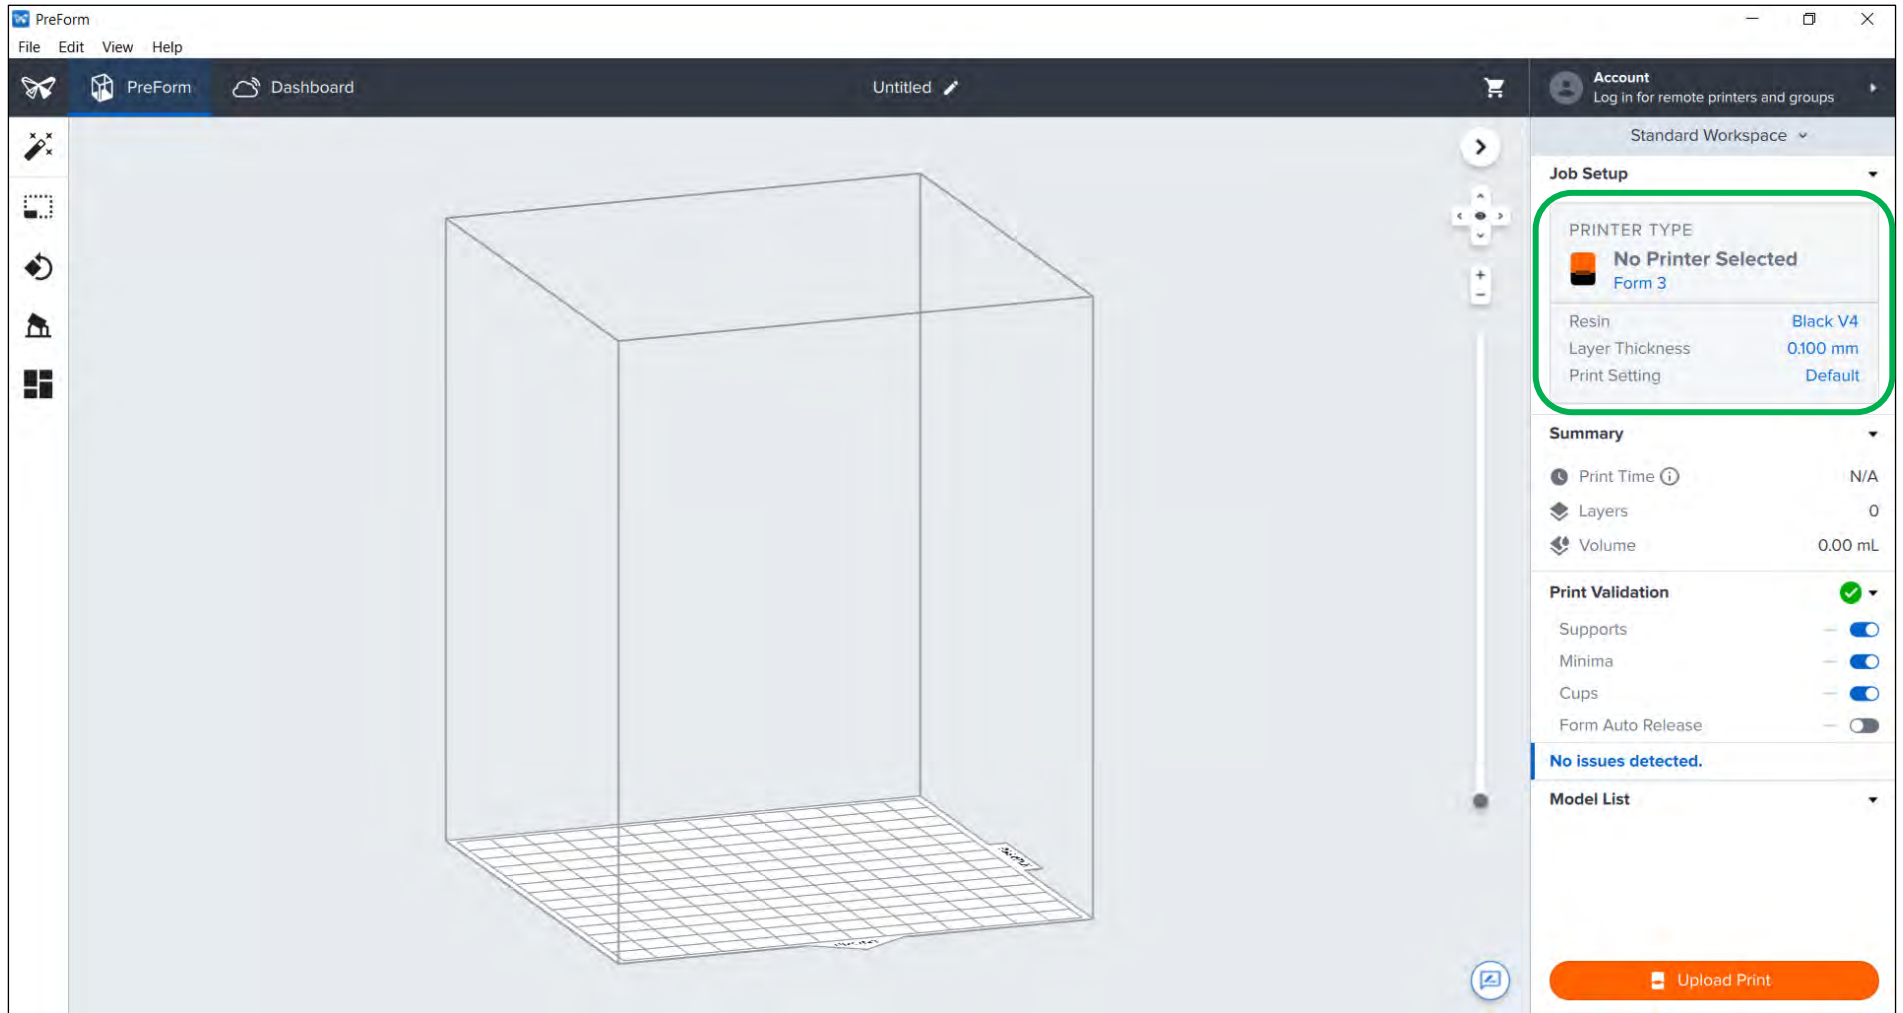 PreForm
File Edit View Help
PreForm Dashboard Untitled
Account
Log in for remote printers and groups
Standard Workspace
Job Setup
PRINTER TYPE
No Printer Selected
Form 3
Resin Black V4
Layer Thickness 0.100 mm
Print Setting Default
Summary
Print Time N/A
Layers 0
Volume 0.00 mL
Print Validation
Supports
Minima
Cups
Form Auto Release
No issues detected.
Model List
Upload Print